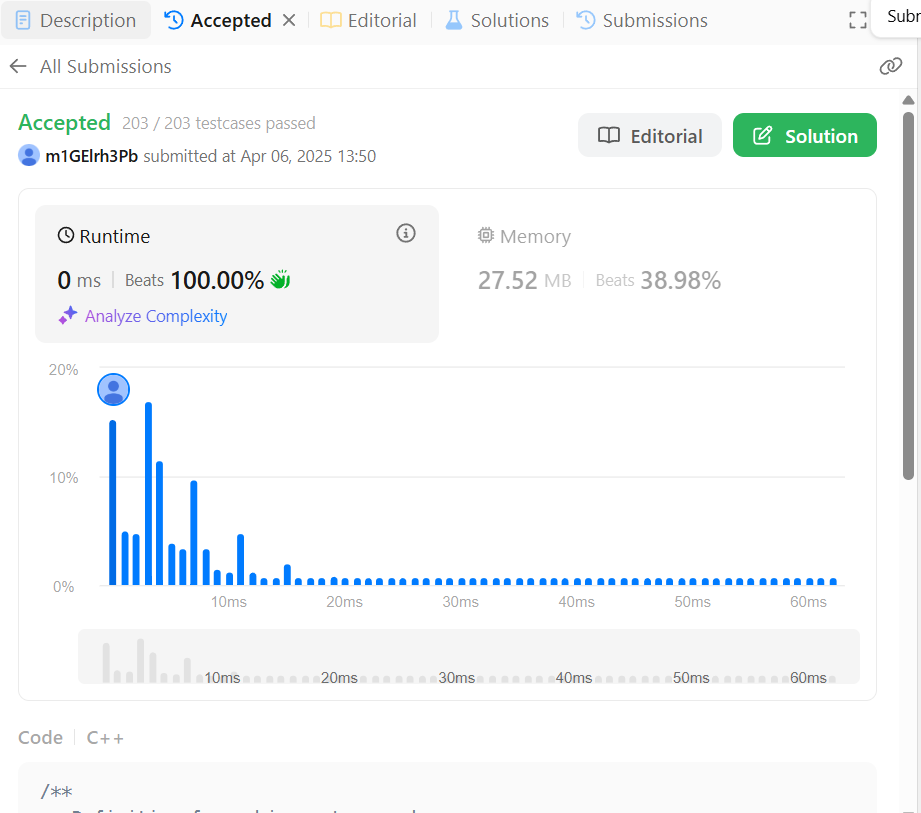 Description Accepted Editorial Solutions Submissions
All Submissions
Accepted 203 / 203 testcases passed
m1GElrh3Pb submitted at Apr 06, 2025 13:50
Editorial Solution
Runtime
0 ms Beats 100.00%
Analyze Complexity
Memory
27.52 MB Beats 38.98%
20%
10%
0%
10ms 20ms 30ms 40ms 50ms 60ms
10ms 20ms 30ms 40ms 50ms 60ms
Code C++
/**